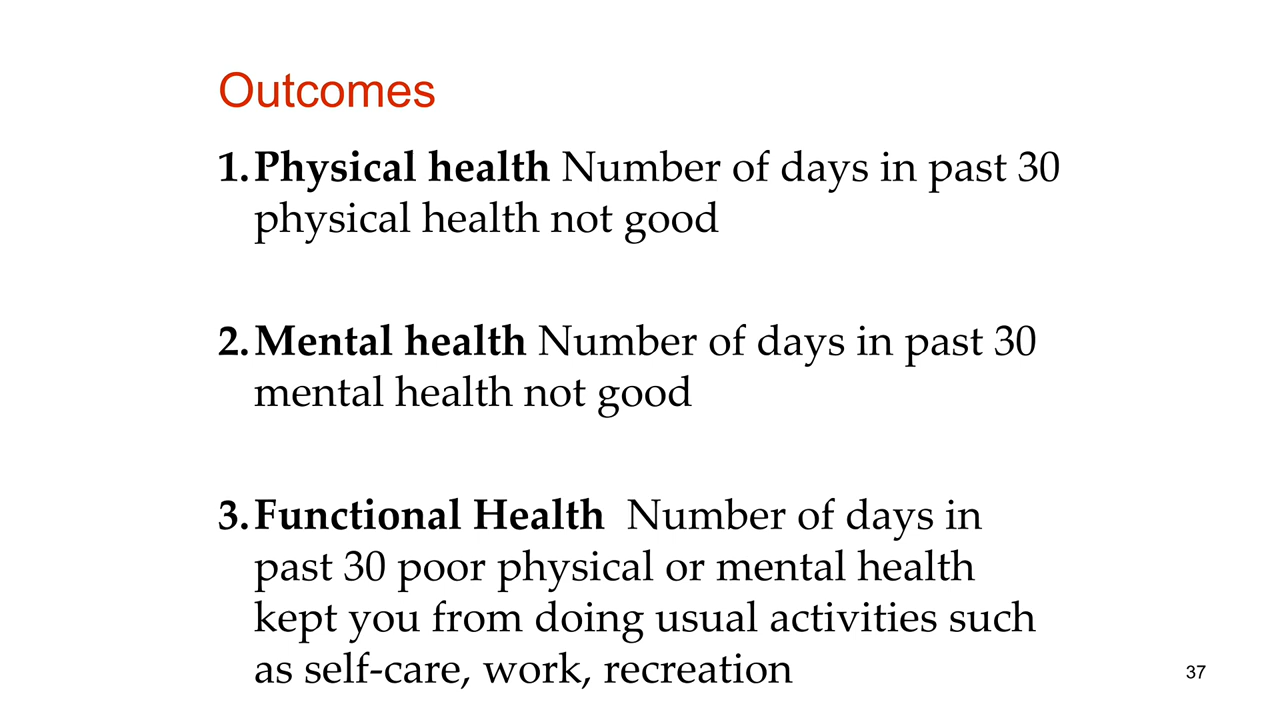 Outcomes
1. Physical health Number of days in past 30
physical health not good
2. Mental health Number of days in past 30
mental health not good
3. Functional Health Number of days in
past 30 poor physical or mental health
kept you from doing usual activities such
as self-care, work, recreation
37